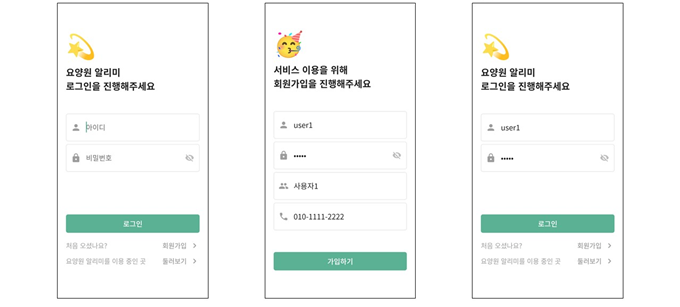 요양원 알리미
로그인을 진행해주세요
아이디
비밀번호
로그인
처음 오셨나요? 회원가입 >
요양원 알리미를 이용 중인 곳 둘러보기 >
서비스 이용을 위해
회원가입을 진행해주세요
user1
•••••
사용자1
010-1111-2222
가입하기
요양원 알리미
로그인을 진행해주세요
user1
•••••
로그인
처음 오셨나요? 회원가입 >
요양원 알리미를 이용 중인 곳 둘러보기 >